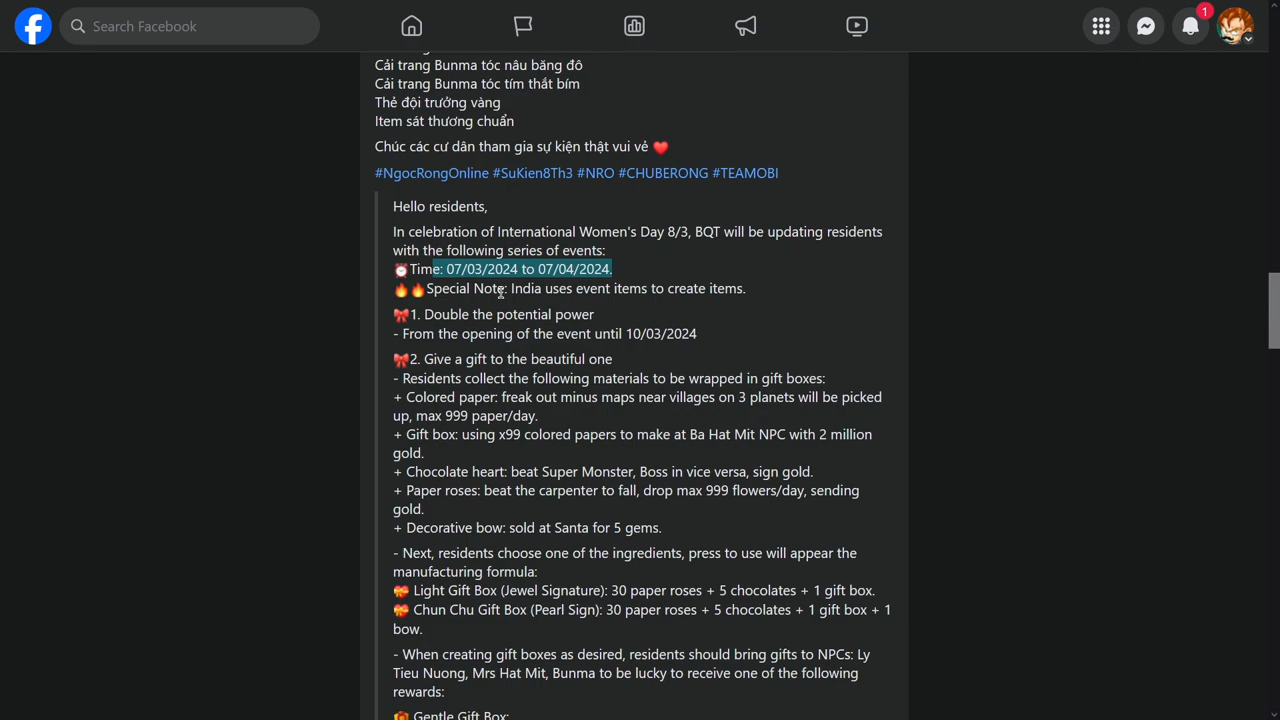 Search Facebook
1
Cải trang Bunma tóc nâu băng đô
Cải trang Bunma tóc tím thắt bím
Thẻ đội trưởng vàng
Item sát thương chuẩn
Chúc các cư dân tham gia sự kiện thật vui vẻ ❤️
#NgocRongOnline #SuKien8Th3 #NRO #CHUBERONG #TEAMOBI
Hello residents,
In celebration of International Women's Day 8/3, BQT will be updating residents
with the following series of events:
⏰Time: 07/03/2024 to 07/04/2024.
🔥🔥Special Note: India uses event items to create items.
🎀1. Double the potential power
- From the opening of the event until 10/03/2024
🎀2. Give a gift to the beautiful one
- Residents collect the following materials to be wrapped in gift boxes:
+ Colored paper: freak out minus maps near villages on 3 planets will be picked
up, max 999 paper/day.
+ Gift box: using x99 colored papers to make at Ba Hat Mit NPC with 2 million
gold.
+ Chocolate heart: beat Super Monster, Boss in vice versa, sign gold.
+ Paper roses: beat the carpenter to fall, drop max 999 flowers/day, sending
gold.
+ Decorative bow: sold at Santa for 5 gems.
- Next, residents choose one of the ingredients, press to use will appear the
manufacturing formula:
💝 Light Gift Box (Jewel Signature): 30 paper roses + 5 chocolates + 1 gift box.
💝 Chun Chu Gift Box (Pearl Sign): 30 paper roses + 5 chocolates + 1 gift box + 1
bow.
- When creating gift boxes as desired, residents should bring gifts to NPCs: Ly
Tieu Nuong, Mrs Hat Mit, Bunma to be lucky to receive one of the following
rewards:
🎁 Gentle Gift Box: